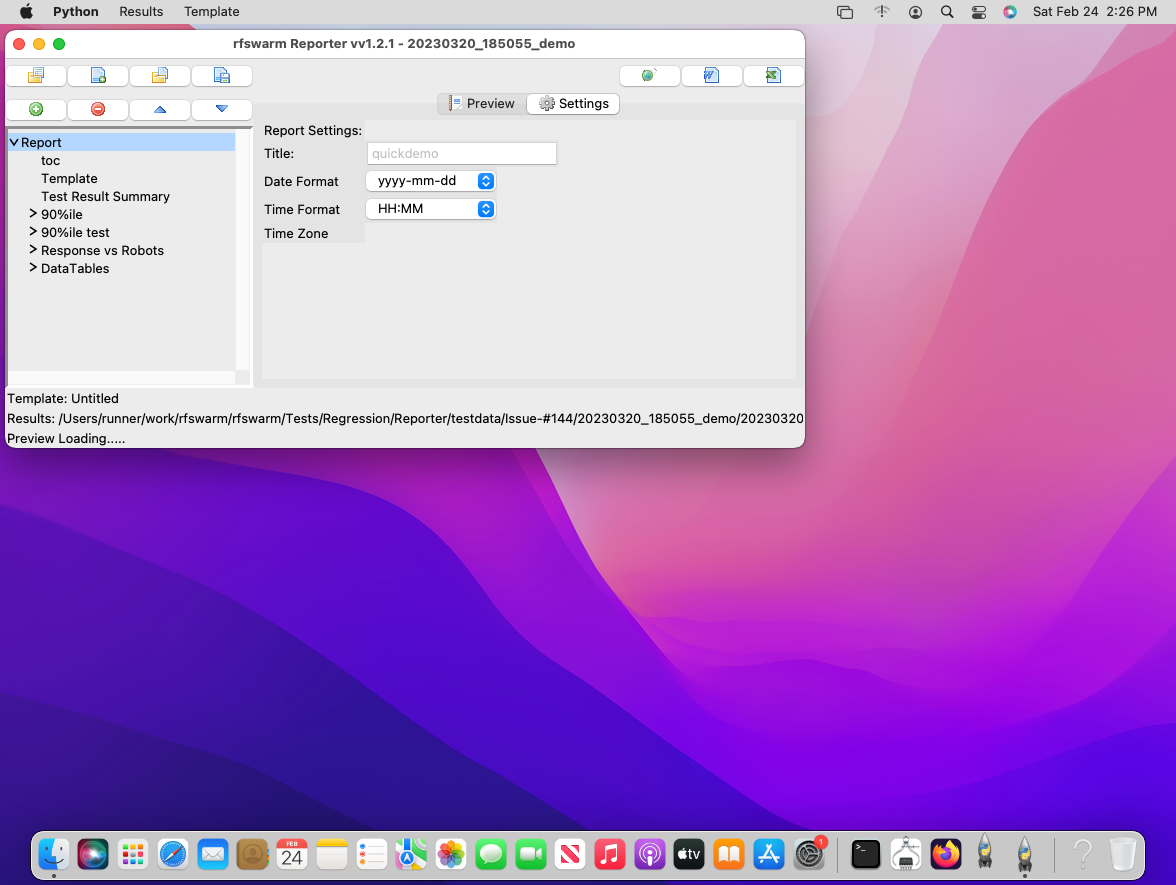 Python Results Template Sat Feb 24 2:26 PM
rfswarm Reporter vv1.2.1 - 20230320_185055_demo
Preview Settings
Report
toc
Template
Test Result Summary
90%ile
90%ile test
Response vs Robots
DataTables
Report Settings:
Title: quickdemo
Date Format yyyy-mm-dd
Time Format HH:MM
Time Zone
Template: Untitled
Results: /Users/runner/work/rfswarm/rfswarm/Tests/Regression/Reporter/testdata/Issue-#144/20230320_185055_demo/20230320
Preview Loading.....
FEB
24
tv
1
>_
?